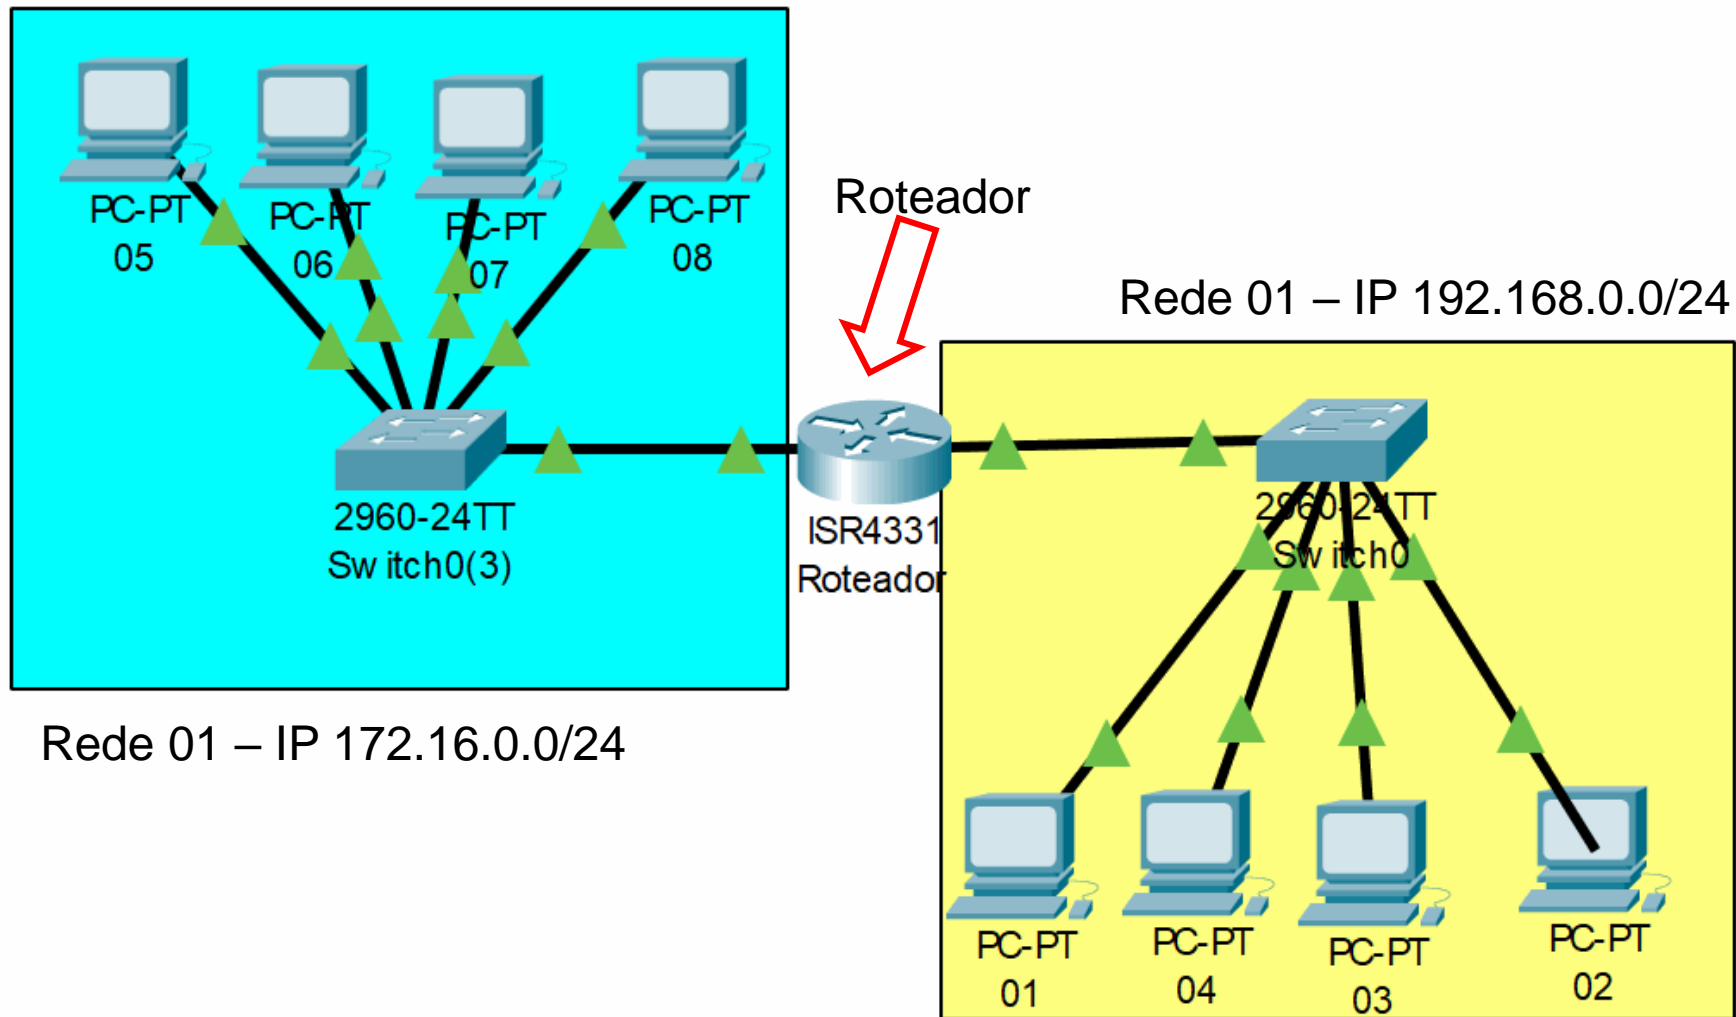 PC-PT
05
PC-PT
06
PC-PT
07
PC-PT
08
2960-24TT
Switch0(3)
Rede 01 – IP 172.16.0.0/24
Roteador
ISR4331
Roteador
Rede 01 – IP 192.168.0.0/24
2960-24TT
Switch0
PC-PT
01
PC-PT
04
PC-PT
03
PC-PT
02